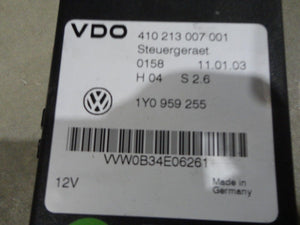 VDO 410 213 007 001
Steuergeraet
0158 11.01.03
H 04 S 2.6
1Y0 959 255
VVW0B34E06261
12V Made in
Germany